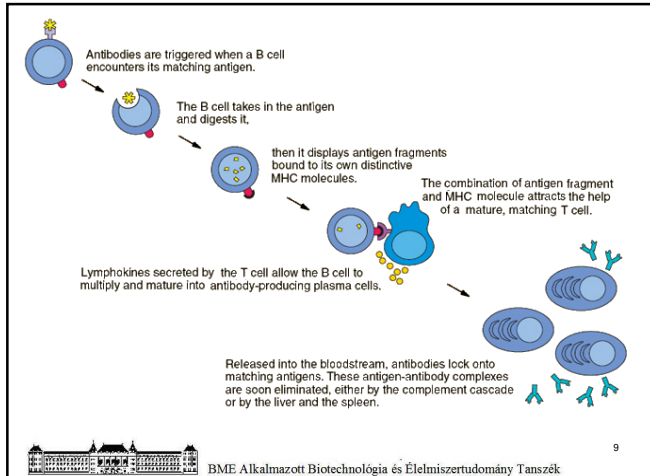 Antibodies are triggered when a B cell
encounters its matching antigen.
The B cell takes in the antigen
and digests it,
then it displays antigen fragments
bound to its own distinctive
MHC molecules.
The combination of antigen fragment
and MHC molecule attracts the help
of a mature, matching T cell.
Lymphokines secreted by the T cell allow the B cell to
multiply and mature into antibody-producing plasma cells.
Released into the bloodstream, antibodies lock onto
matching antigens. These antigen-antibody complexes
are soon eliminated, either by the complement cascade
or by the liver and the spleen.
9
BME Alkalmazott Biotechnológia és Élelmiszertudomány Tanszék